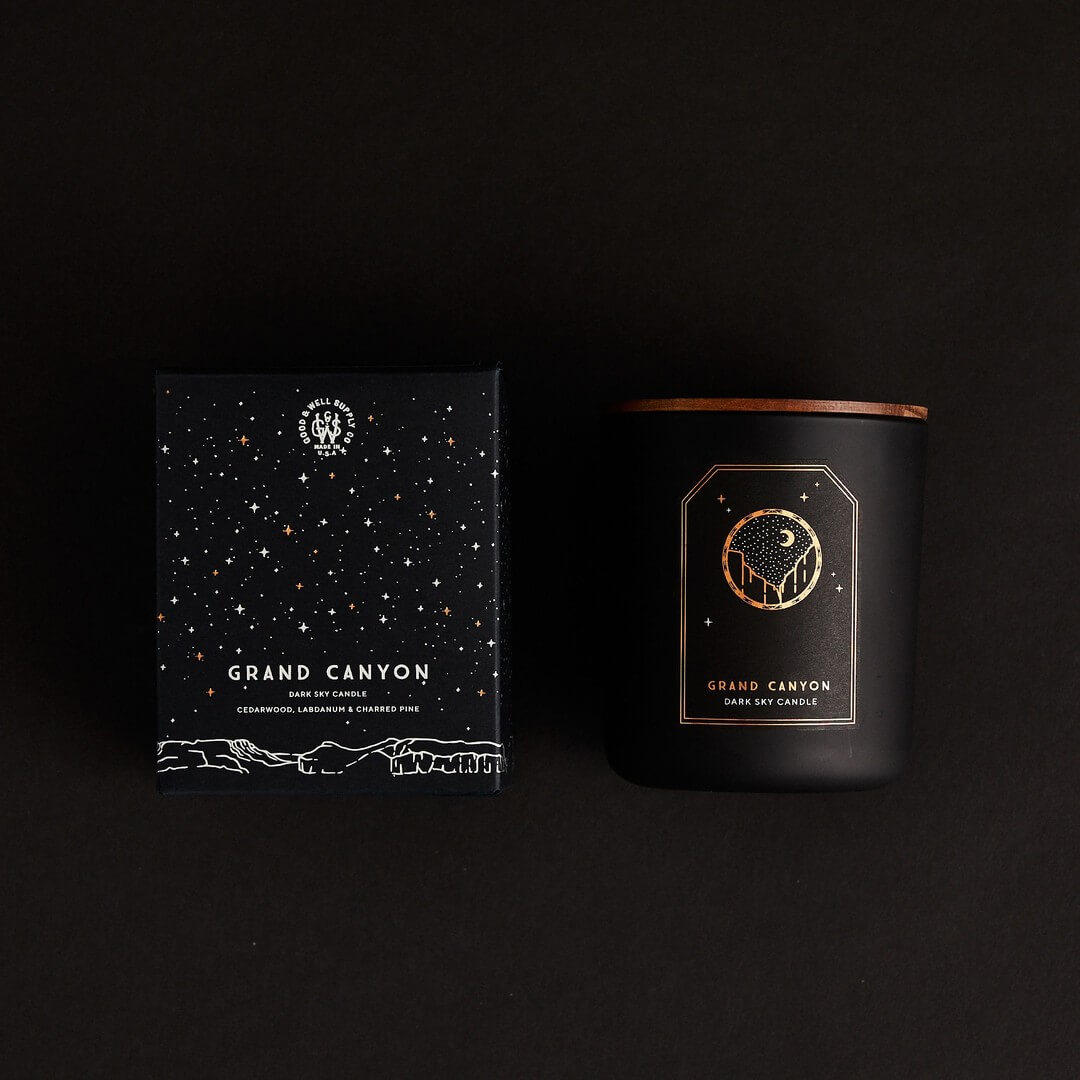 GOOD & WELL SUPPLY CO
G
W
S
MADE IN
U.S.A
GRAND CANYON
DARK SKY CANDLE
CEDARWOOD, LABDANUM & CHARRED PINE
GRAND CANYON
DARK SKY CANDLE